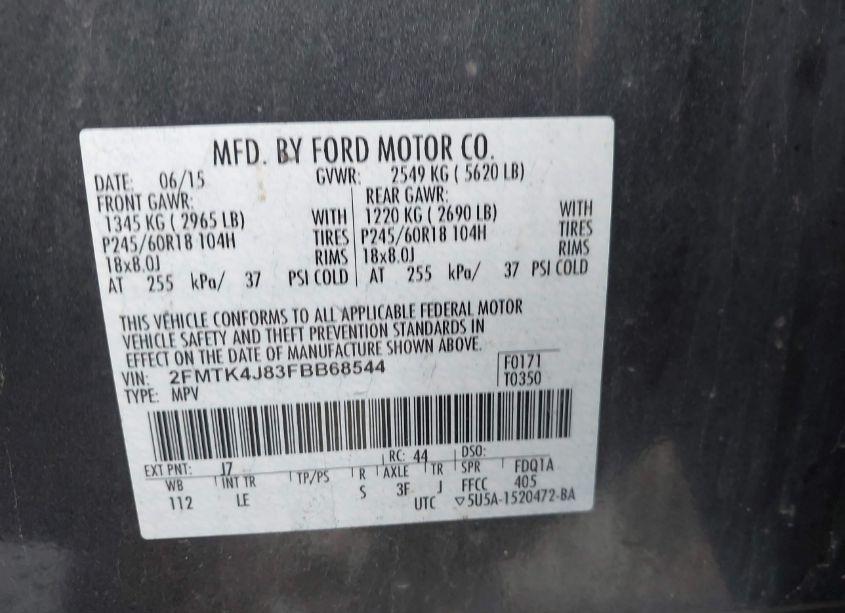 MFD. BY FORD MOTOR CO.
DATE: 06/15 GVWR: 2549 KG ( 5620 LB)
FRONT GAWR: REAR GAWR:
1345 KG ( 2965 LB) WITH 1220 KG ( 2690 LB) WITH
P245/60R18 104H TIRES P245/60R18 104H TIRES
18x8.0J RIMS 18x8.0J RIMS
AT 255 kPa/ 37 PSI COLD AT 255 kPa/ 37 PSI COLD
THIS VEHICLE CONFORMS TO ALL APPLICABLE FEDERAL MOTOR
VEHICLE SAFETY AND THEFT PREVENTION STANDARDS IN
EFFECT ON THE DATE OF MANUFACTURE SHOWN ABOVE.
VIN: 2FMTK4J83FBB68544 F0171
TYPE: MPV T0350
EXT PNT: J7 RC: 44 DSO:
WB INT TR TP/PS R AXLE TR SPR FDQTA
112 LE S 3F J FFCC 405
UTC ▽5U5A-1520472-BA